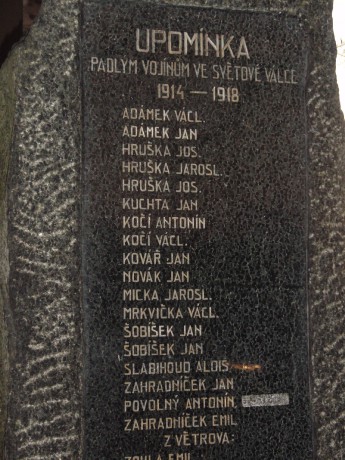 UPOMÍNKA
PADLÝM VOJÍNŮM VE SVĚTOVÉ VÁLCE
1914 — 1918
ADÁMEK VÁCL.
ADÁMEK JAN
HRUŠKA JOS.
HRUŠKA JAROSL.
HRUŠKA JOS.
KUCHTA JAN
KOČÍ ANTONÍN
KOČÍ VÁCL.
KOVÁŘ JAN
NOVÁK JAN
MICKA JAROSL.
MRKVIČKA VÁCL.
ŠOBÍŠEK JAN
ŠOBÍŠEK JAN
SLABIHOUD ALOIS
ZAHRADNÍČEK JAN
POVOLNÝ ANTONÍN
ZAHRADNÍČEK EMIL
Z VĚTROVA:
EMIL